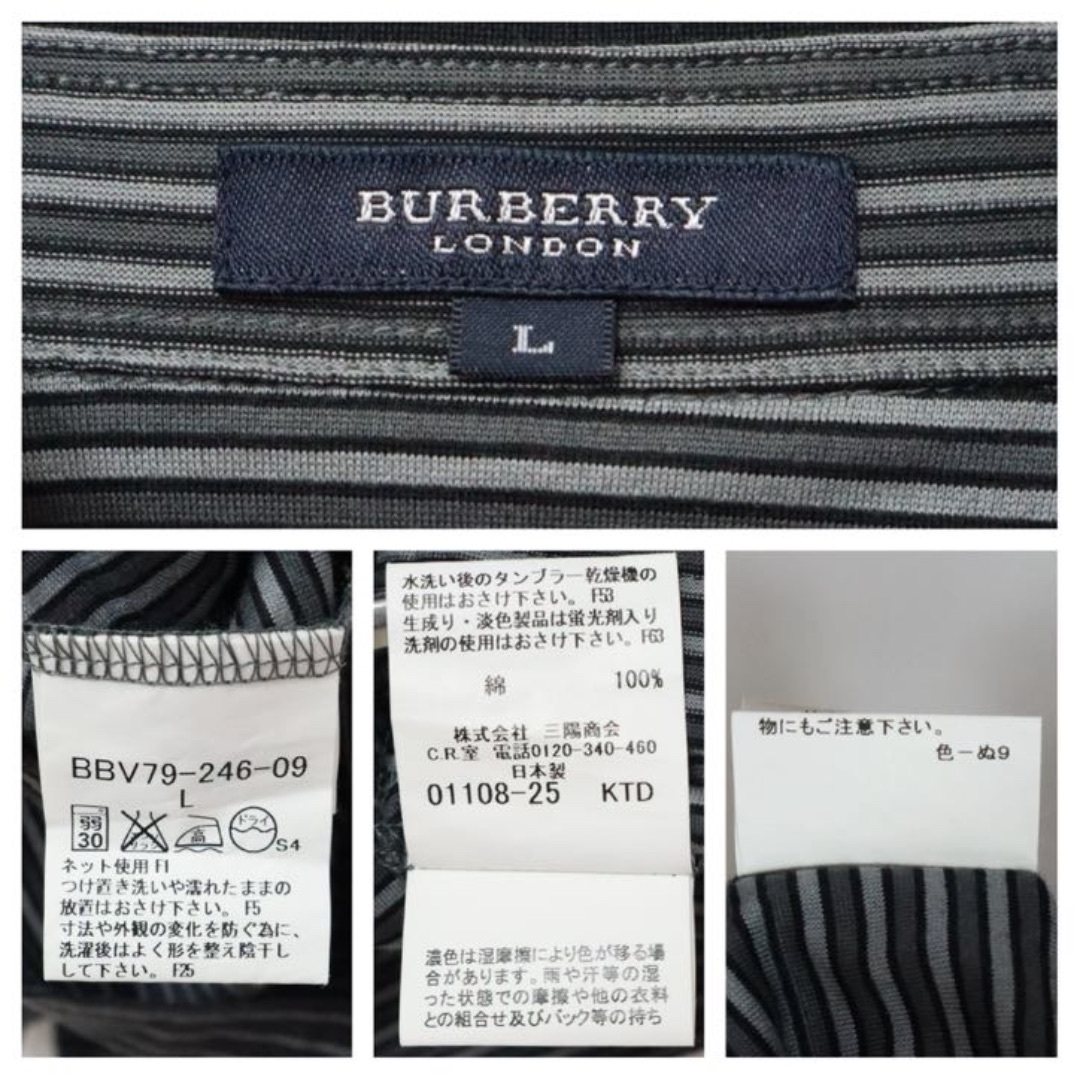 BURBERRY
LONDON
L
BBV79-246-09
L
弱
30
高
ドライ
S4
ネット使用 F1
つけ置き洗いや濡れたままの
放置はおさけ下さい。 F5
寸法や外観の変化を防ぐ為に、
洗濯後はよく形を整え陰干し
して下さい。 F25
水洗い後のタンブラー乾燥機の
使用はおさけ下さい。 F53
生成り・淡色製品は蛍光剤入り
洗剤の使用はおさけ下さい。F63
綿 100%
株式会社 三陽商会
C.R.室 電話0120-340-460
日本製
01108-25 KTD
濃色は湿摩擦により色が移る場
合があります。雨や汗等の湿
った状態での摩擦や他の衣料
との組合せ及びバック等の持ち
物にもご注意下さい。
色-ぬ9